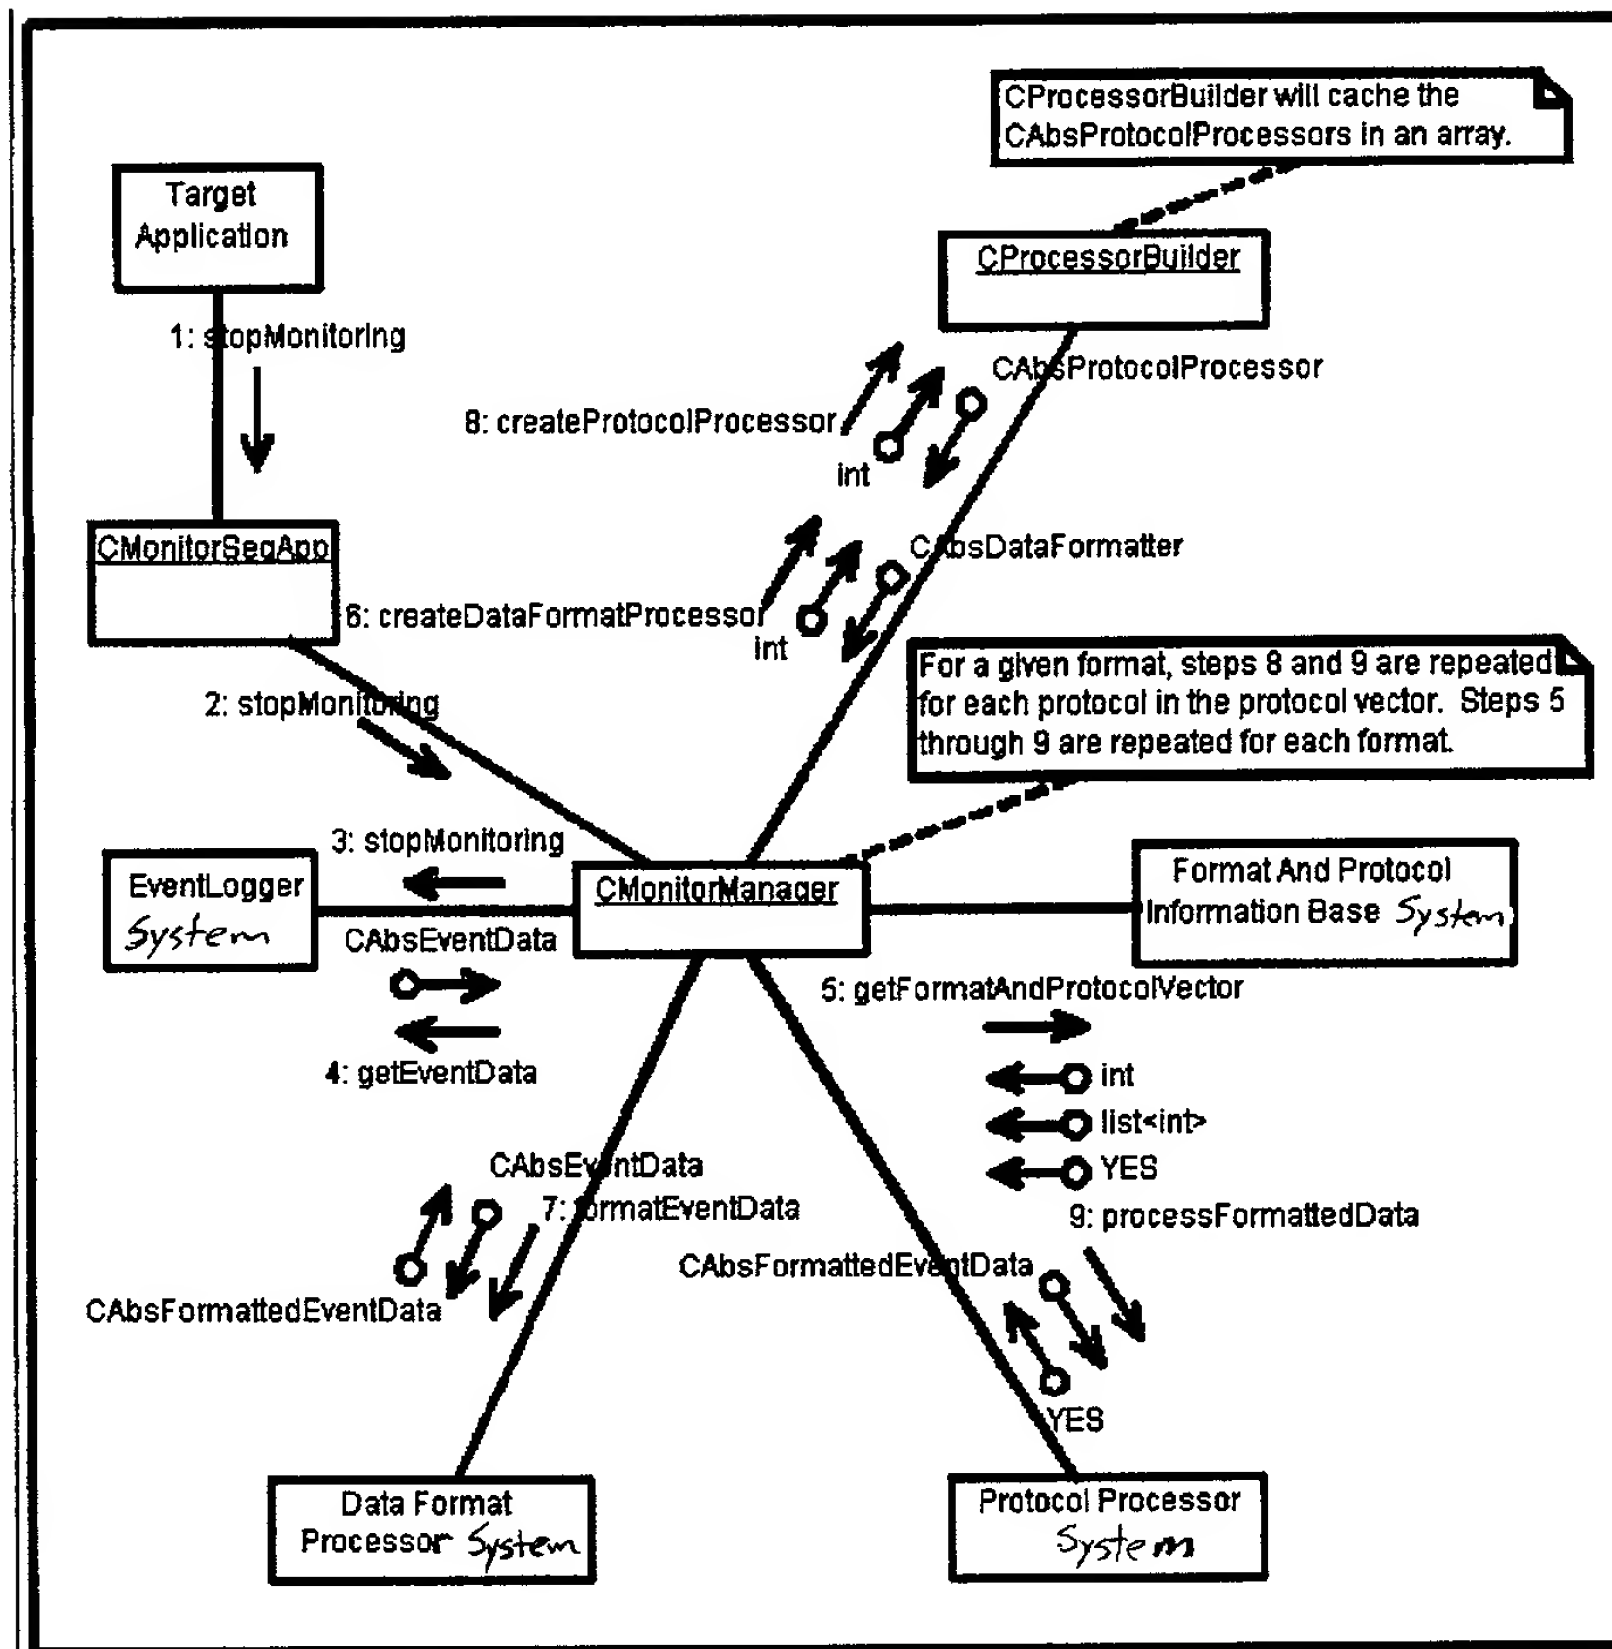 CProcessorBuilder will cache the
CAbsProtocolProcessors in an array.
Target
Application
CProcessorBuilder
1: stopMonitoring
CAbsProtocolProcessor
8: createProtocolProcessor
int
CMonitorSegApp
CAbsDataFormatter
6: createDataFormatProcessor
int
For a given format, steps 8 and 9 are repeated
for each protocol in the protocol vector. Steps 5
through 9 are repeated for each format.
2: stopMonitoring
3: stopMonitoring
EventLogger
System
CMonitorManager
Format And Protocol
Information Base System
CAbsEventData
5: getFormatAndProtocolVector
4: getEventData
int
list<int>
YES
CAbsEventData
7: formatEventData
9: processFormattedData
CAbsFormattedEventData
CAbsFormattedEventData
YES
Data Format
Processor System
Protocol Processor
System